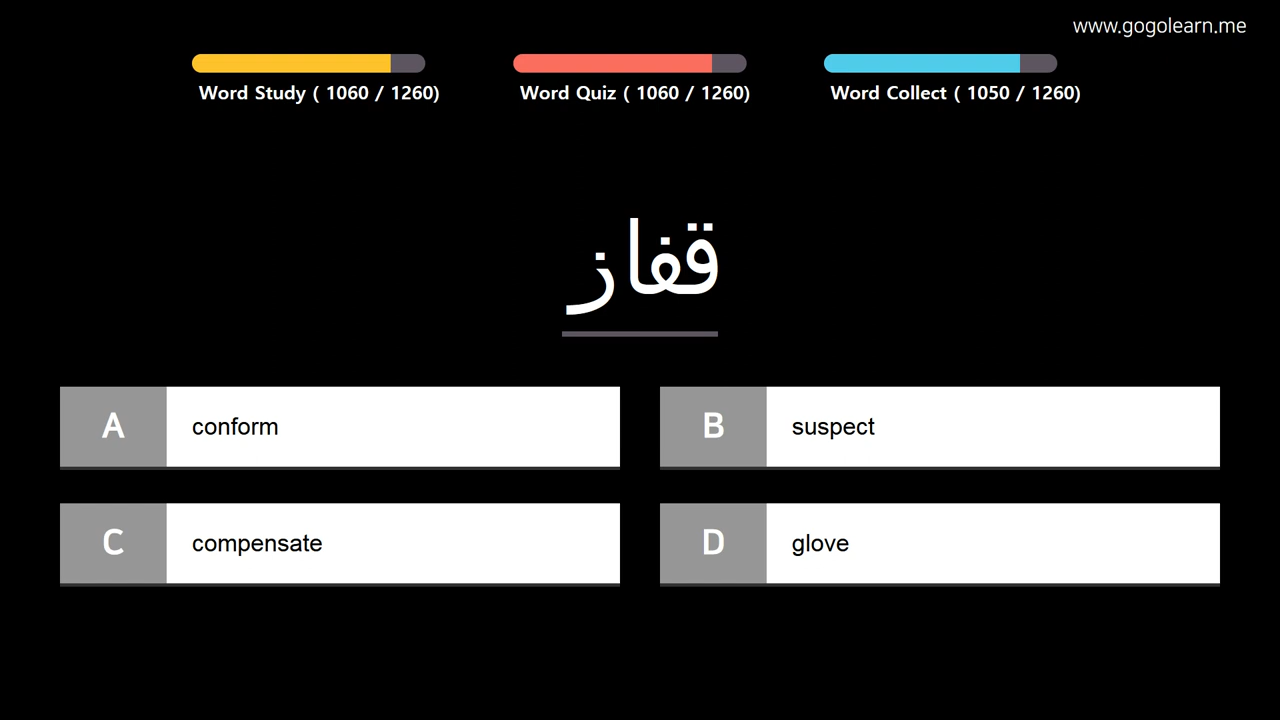 www.gogolearn.me
Word Study ( 1060 / 1260)
Word Quiz ( 1060 / 1260)
Word Collect ( 1050 / 1260)
قفاز
A conform
B suspect
C compensate
D glove